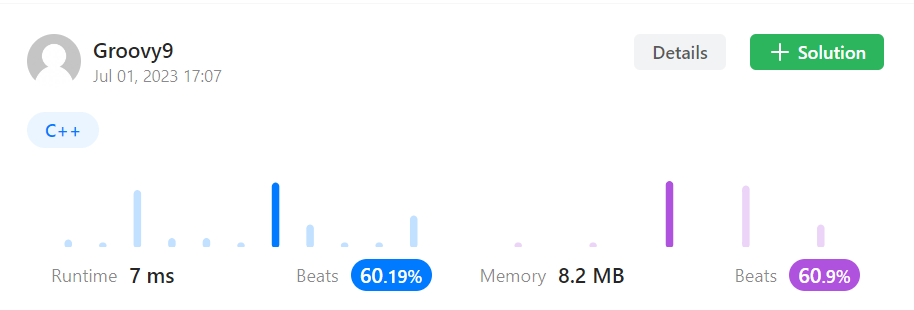 Groovy9
Details
Solution
Jul 01, 2023 17:07
C++
Runtime 7 ms Beats 60.19% Memory 8.2 MB Beats 60.9%